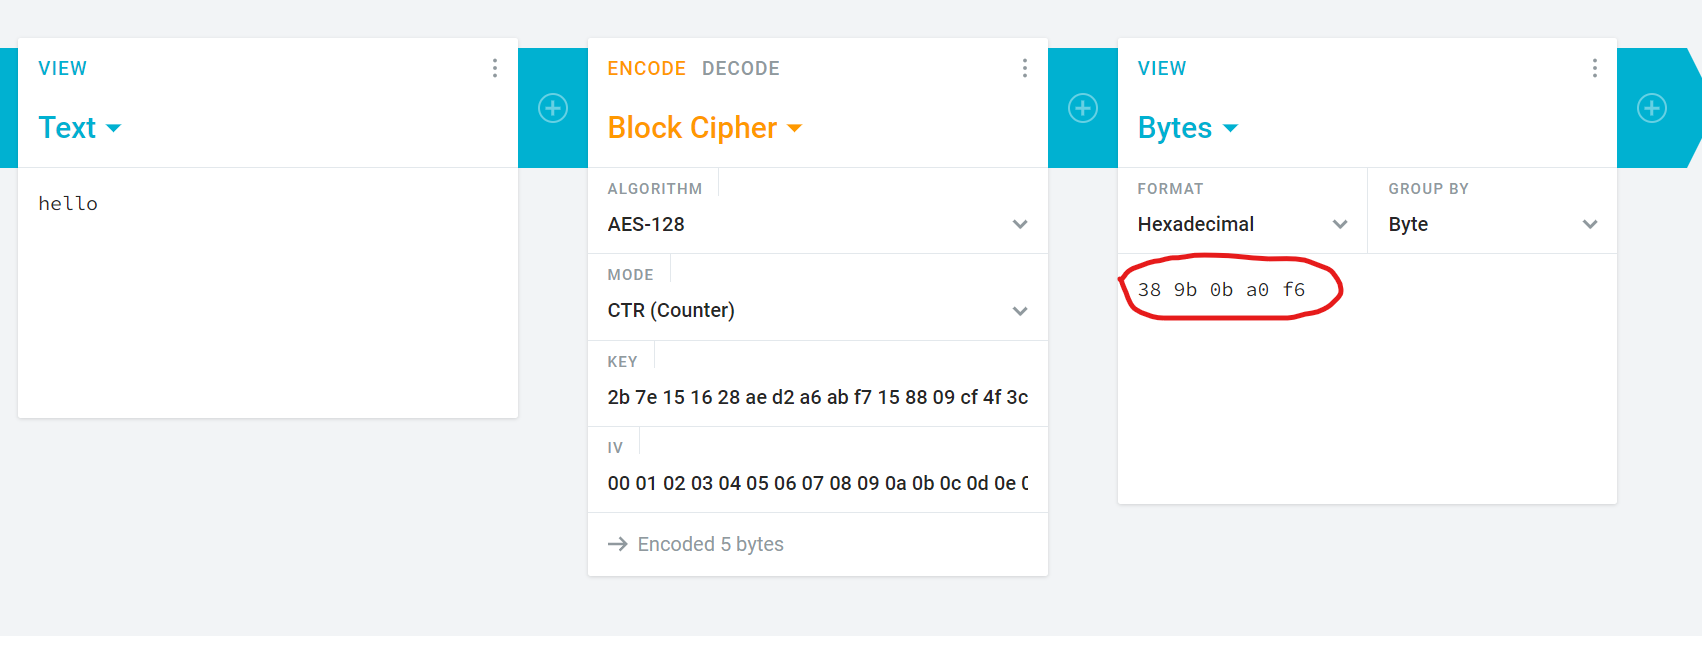 VIEW
Text
hello
ENCODE DECODE
Block Cipher
ALGORITHM
AES-128
MODE
CTR (Counter)
KEY
2b 7e 15 16 28 ae d2 a6 ab f7 15 88 09 cf 4f 3c
IV
00 01 02 03 04 05 06 07 08 09 0a 0b 0c 0d 0e
Encoded 5 bytes
VIEW
Bytes
FORMAT
Hexadecimal
GROUP BY
Byte
38 9b 0b a0 f6